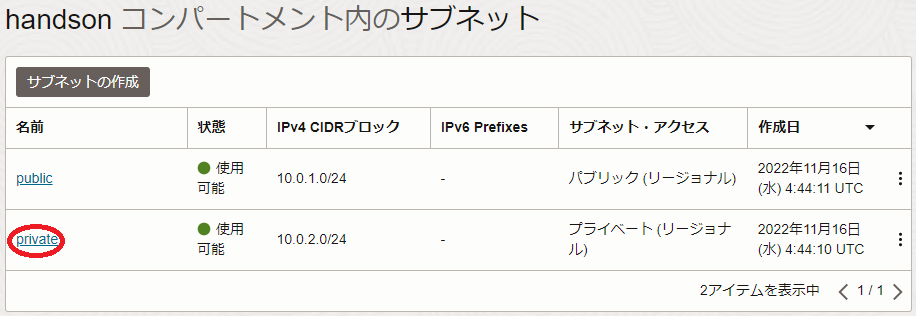 handson コンパートメント内のサブネット
サブネットの作成
名前 状態 IPv4 CIDRブロック IPv6 Prefixes サブネット・アクセス 作成日
public 使用可能 10.0.1.0/24 - パブリック (リージョナル) 2022年11月16日 (水) 4:44:11 UTC
private 使用可能 10.0.2.0/24 - プライベート (リージョナル) 2022年11月16日 (水) 4:44:10 UTC
2アイテムを表示中 1 / 1